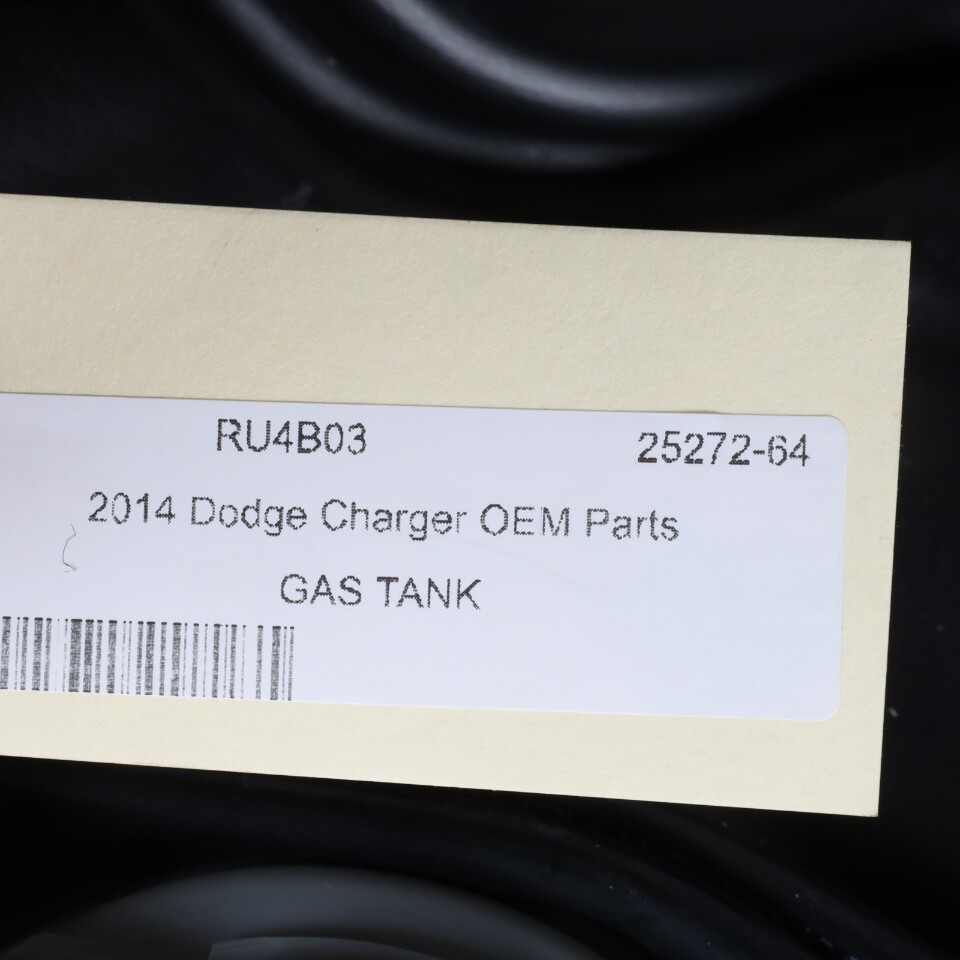 RU4B03 25272-64
2014 Dodge Charger OEM Parts
GAS TANK